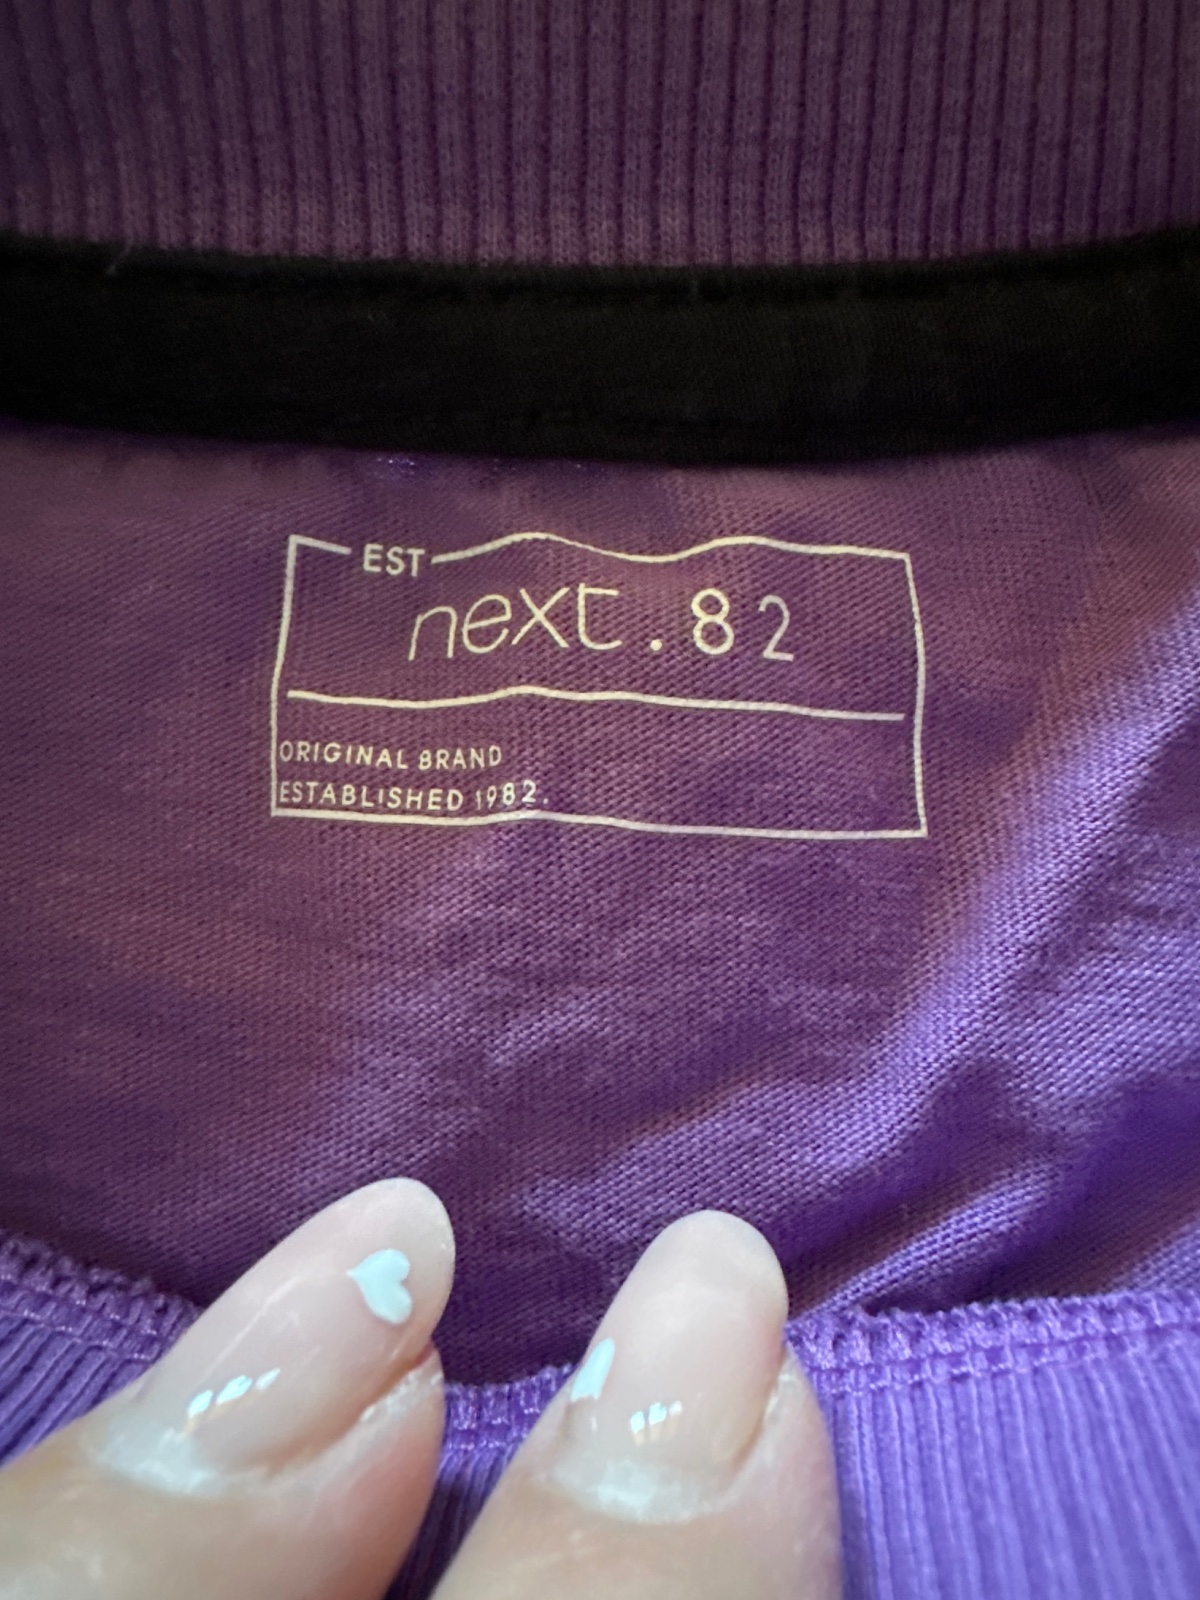 EST
next.82
ORIGINAL BRAND
ESTABLISHED 1982.